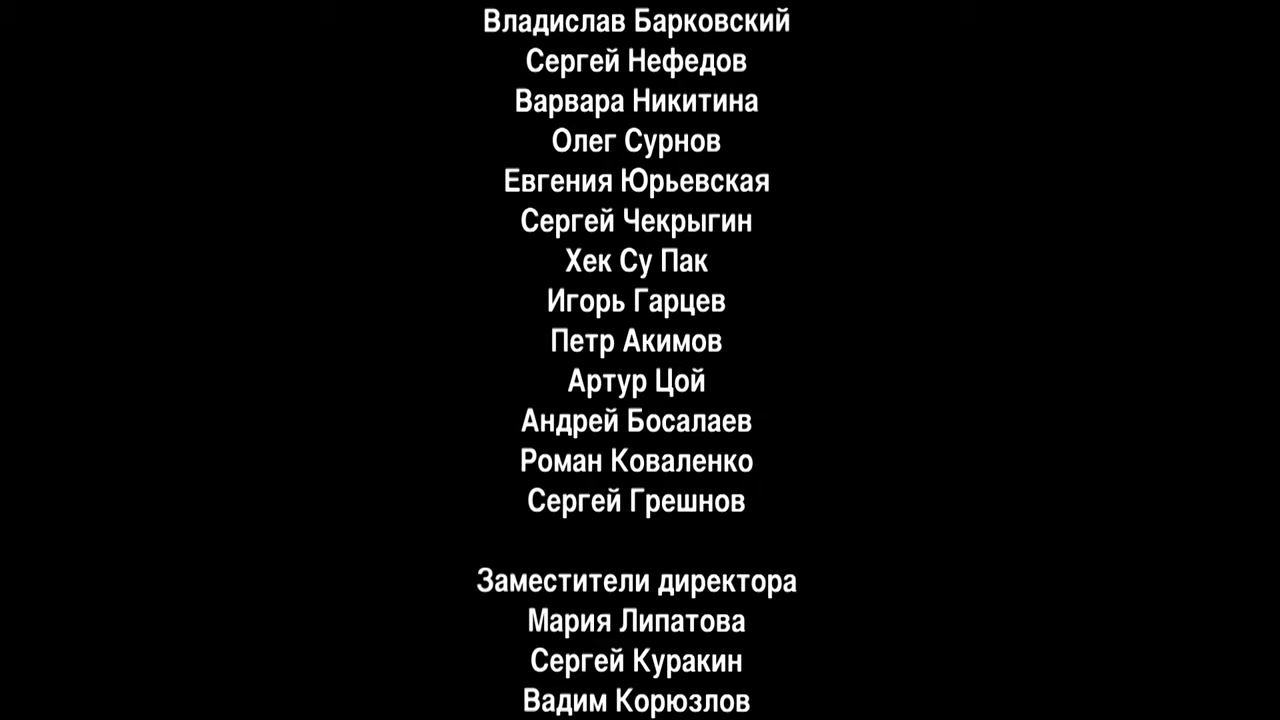 Владислав Барковский
Сергей Нефедов
Варвара Никитина
Олег Сурнов
Евгения Юрьевская
Сергей Чекрыгин
Хек Су Пак
Игорь Гарцев
Петр Акимов
Артур Цой
Андрей Босалаев
Роман Коваленко
Сергей Грешнов
Заместители директора
Мария Липатова
Сергей Куракин
Вадим Корюзлов